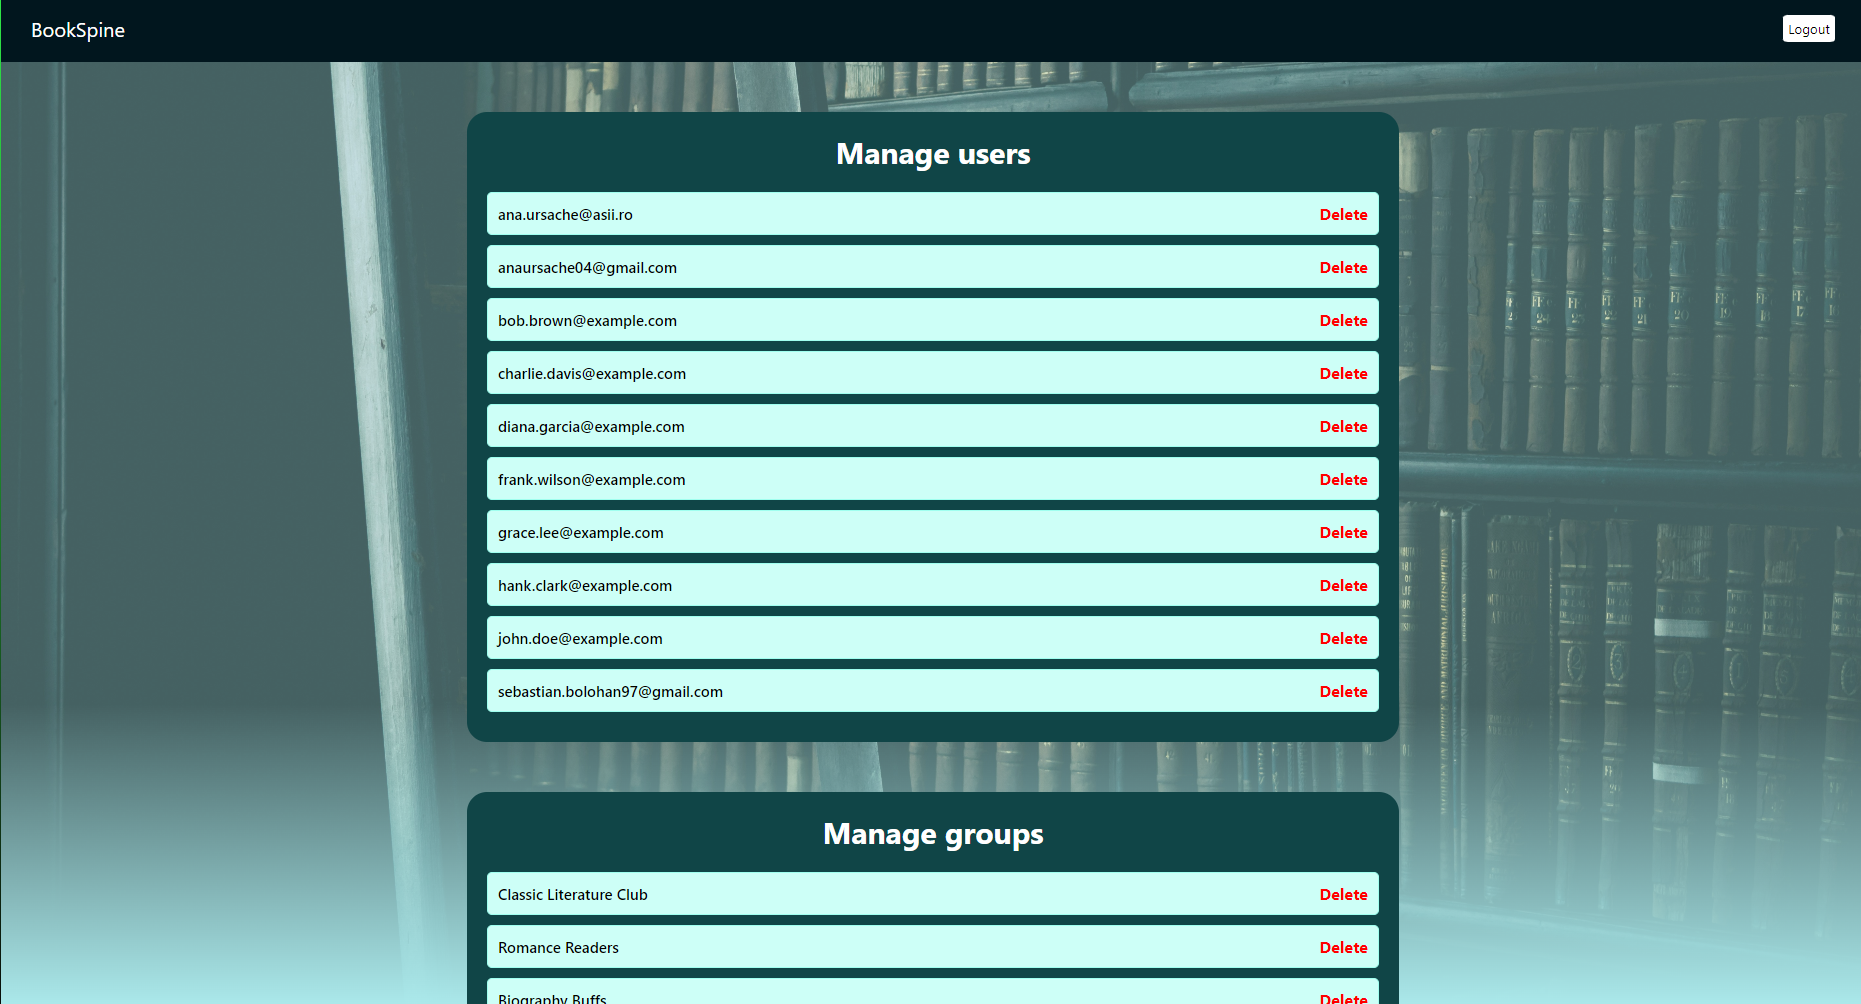 BookSpine
Logout
Manage users
ana.ursache@asii.ro Delete
anaursache04@gmail.com Delete
bob.brown@example.com Delete
charlie.davis@example.com Delete
diana.garcia@example.com Delete
frank.wilson@example.com Delete
grace.lee@example.com Delete
hank.clark@example.com Delete
john.doe@example.com Delete
sebastian.bolohan97@gmail.com Delete
Manage groups
Classic Literature Club Delete
Romance Readers Delete
Biography Buffs Delete